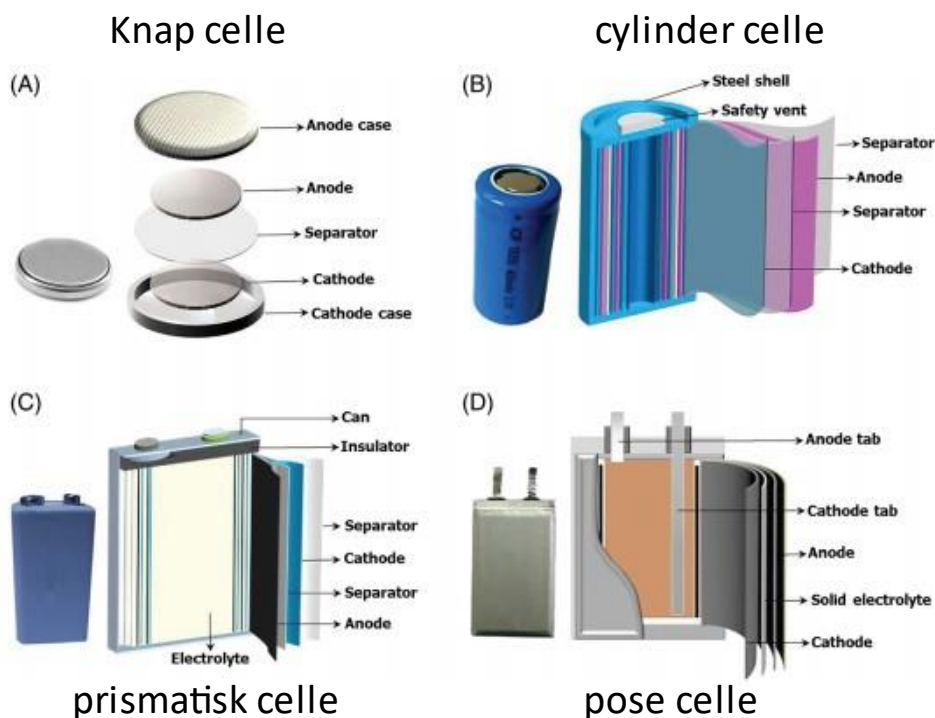 Knap celle
cylinder celle
(A)
Anode case
Anode
Separator
Cathode
Cathode case
(B)
Steel shell
Safety vent
Separator
Anode
Separator
Cathode
(C)
Can
Insulator
Separator
Cathode
Separator
Anode
Electrolyte
(D)
Anode tab
Cathode tab
Anode
Solid electrolyte
Cathode
prismatisk celle
pose celle